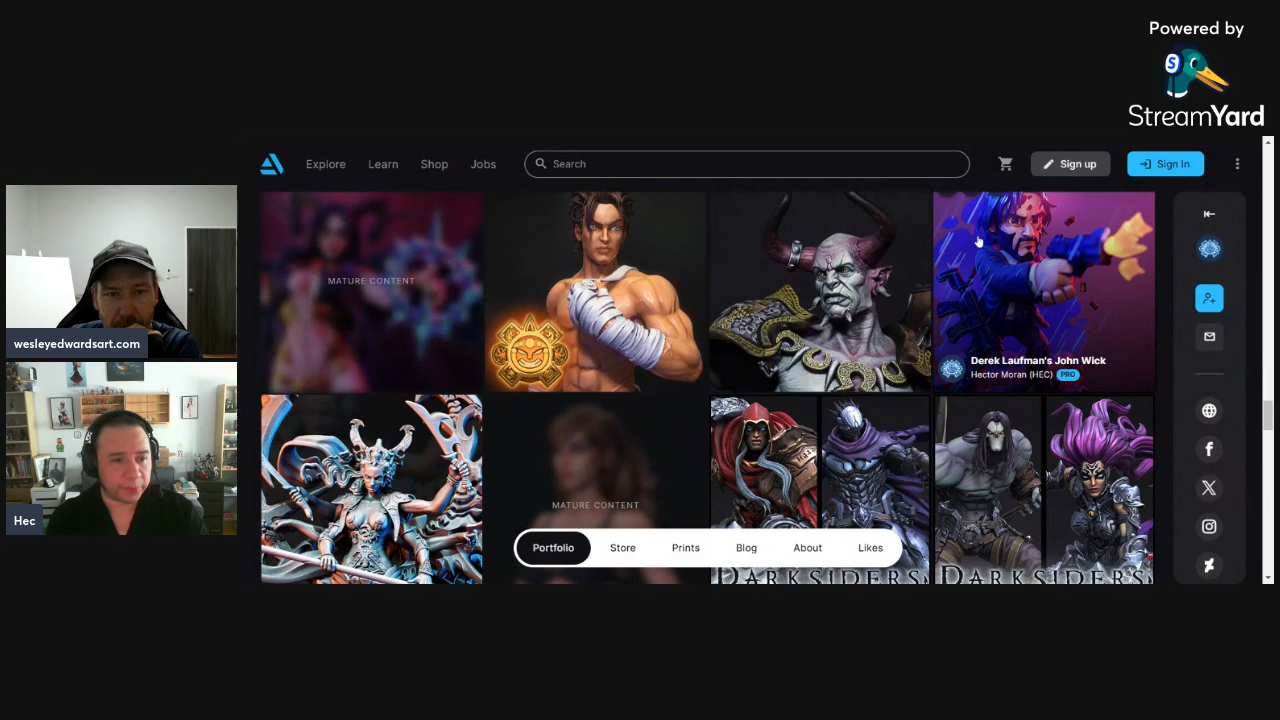 Powered by
StreamYard
Explore
Learn
Shop
Jobs
Search
Sign up
Sign In
MATURE CONTENT
Derek Laufman's John Wick
Hector Moran (HEC) PRO
wesleyedwardsart.com
Hec
MATURE CONTENT
Portfolio
Store
Prints
Blog
About
Likes
DARKSIDERS
DARKSIDERS